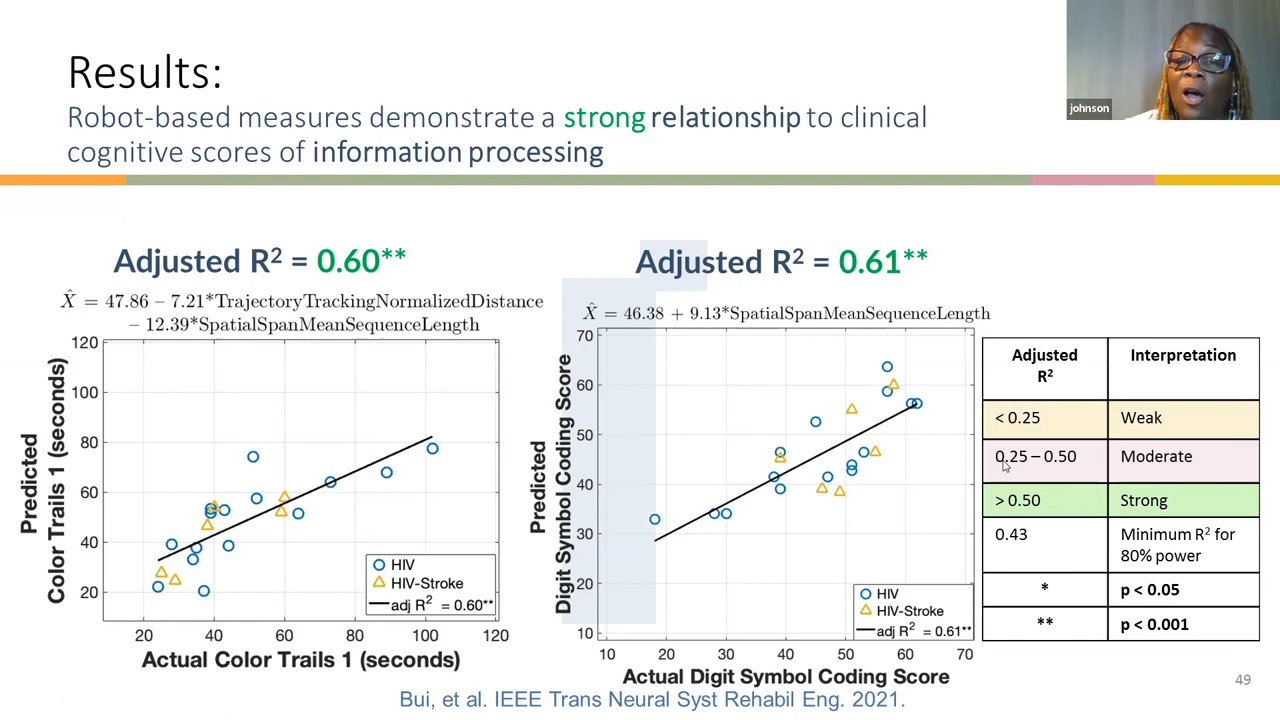 Results:
Robot-based measures demonstrate a strong relationship to clinical
cognitive scores of information processing
johnson
Adjusted R² = 0.60**
X̂ = 47.86 – 7.21*TrajectoryTrackingNormalizedDistance
– 12.39*SpatialSpanMeanSequenceLength
120
100
80
60
40
20
Predicted
Color Trails 1 (seconds)
HIV
HIV-Stroke
adj R² = 0.60**
20 40 60 80 100 120
Actual Color Trails 1 (seconds)
Adjusted R² = 0.61**
X̂ = 46.38 + 9.13*SpatialSpanMeanSequenceLength
70
60
50
40
30
20
10
Predicted
Digit Symbol Coding Score
HIV
HIV-Stroke
adj R² = 0.61**
10 20 30 40 50 60 70
Actual Digit Symbol Coding Score
Adjusted Interpretation
R²
< 0.25 Weak
0.25 – 0.50 Moderate
> 0.50 Strong
0.43 Minimum R² for
80% power
* p < 0.05
** p < 0.001
49
Bui, et al. IEEE Trans Neural Syst Rehabil Eng. 2021.